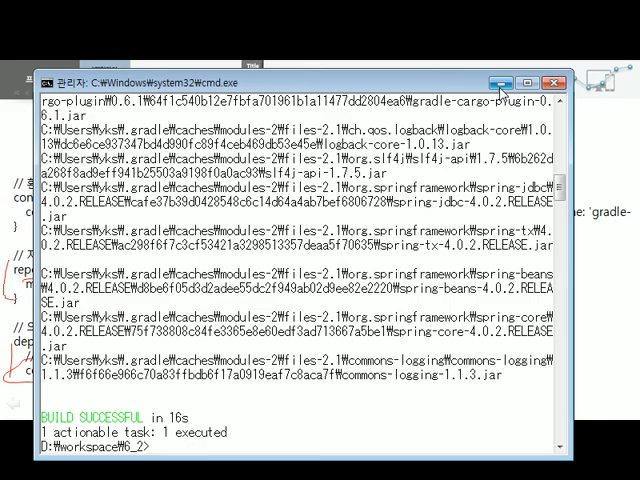 Title
관리자: C:₩Windows₩system32₩cmd.exe
rgo-plugin₩0.6.1₩64f1c540b12e7fbfa701961b1a11477dd2804ea6₩gradle-cargo-plugin-0.
6.1.jar
C:₩Users₩yks₩.gradle₩caches₩modules-2₩files-2.1₩ch.qos.logback₩logback-core₩1.0.
13₩dc6e6ce937347bd4d990fc89f4ceb469db53e45e₩logback-core-1.0.13.jar
C:₩Users₩yks₩.gradle₩caches₩modules-2₩files-2.1₩org.slf4j₩slf4j-api₩1.7.5₩6b262d
a268f8ad9eff941b25503a9198f0a0ac93₩slf4j-api-1.7.5.jar
C:₩Users₩yks₩.gradle₩caches₩modules-2₩files-2.1₩org.springframework₩spring-jdbc₩
4.0.2.RELEASE₩cafe37b39d0428548c6c14d64a4ab7bef6806728₩spring-jdbc-4.0.2.RELEASE
.jar
C:₩Users₩yks₩.gradle₩caches₩modules-2₩files-2.1₩org.springframework₩spring-tx₩4.
0.2.RELEASE₩ac298f6f7c3cf53421a3298513357deaa5f70635₩spring-tx-4.0.2.RELEASE.jar
C:₩Users₩yks₩.gradle₩caches₩modules-2₩files-2.1₩org.springframework₩spring-beans
₩4.0.2.RELEASE₩d8be6f05d3d2adee55dc2f949ab02d9ee82e2220₩spring-beans-4.0.2.RELEA
SE.jar
C:₩Users₩yks₩.gradle₩caches₩modules-2₩files-2.1₩org.springframework₩spring-core₩
4.0.2.RELEASE₩75f738808c84fe3365e8e60edf3ad713667a5be1₩spring-core-4.0.2.RELEASE
.jar
C:₩Users₩yks₩.gradle₩caches₩modules-2₩files-2.1₩commons-logging₩commons-logging₩
1.1.3₩f6f66e966c70a83ffbdb6f17a0919eaf7c8aca7f₩commons-logging-1.1.3.jar
BUILD SUCCESSFUL in 16s
1 actionable task: 1 executed
D:₩workspace₩6_2>
//
}
//
}
//
me: 'gradle-